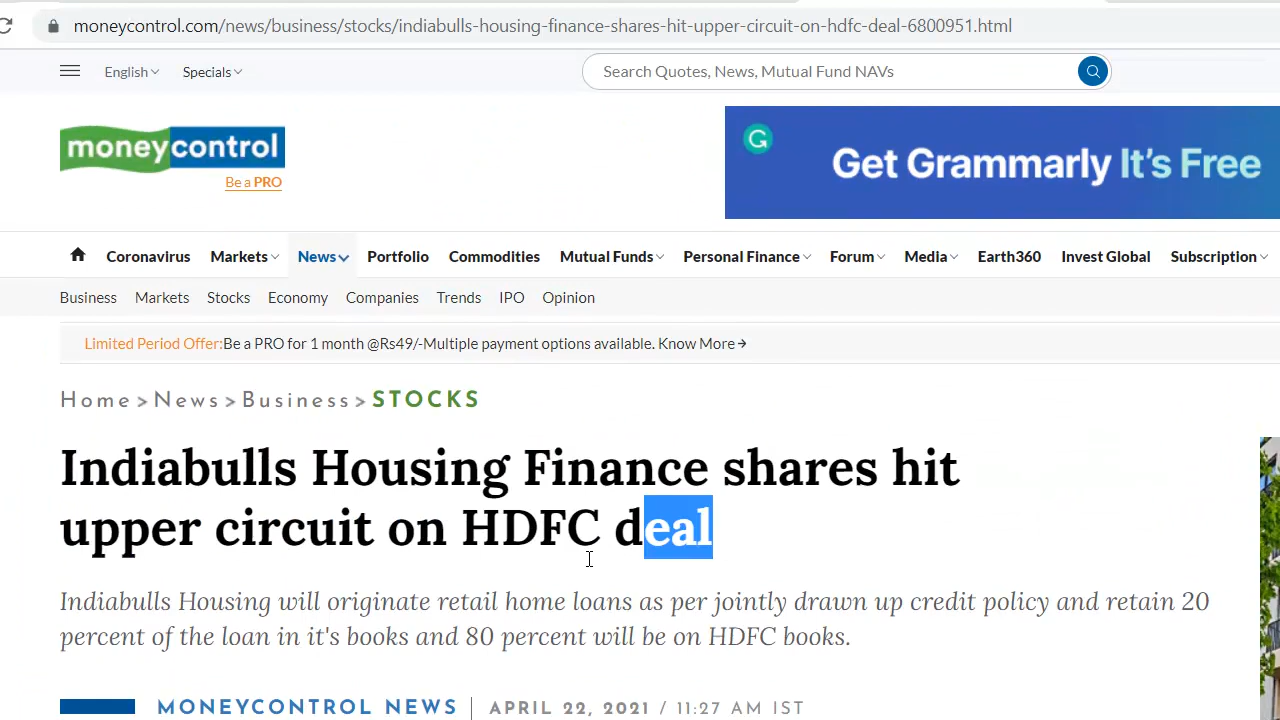 moneycontrol.com/news/business/stocks/indiabulls-housing-finance-shares-hit-upper-circuit-on-hdfc-deal-6800951.html
English Specials Search Quotes, News, Mutual Fund NAVs
moneycontrol
Be a PRO
G Get Grammarly It's Free
Coronavirus Markets News Portfolio Commodities Mutual Funds Personal Finance Forum Media Earth360 Invest Global Subscription
Business Markets Stocks Economy Companies Trends IPO Opinion
Limited Period Offer:Be a PRO for 1 month @Rs49/-Multiple payment options available. Know More→
Home > News > Business > STOCKS
Indiabulls Housing Finance shares hit
upper circuit on HDFC deal
Indiabulls Housing will originate retail home loans as per jointly drawn up credit policy and retain 20
percent of the loan in it's books and 80 percent will be on HDFC books.
MONEYCONTROL NEWS | APRIL 22, 2021 / 11:27 AM IST